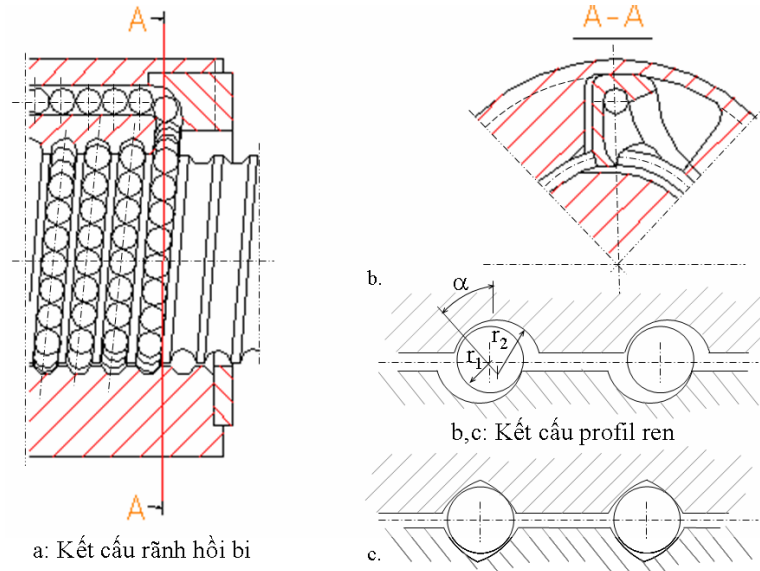 A
A
a: Kết cấu rãnh hồi bi
A-A
b.
α
r₂
r₁
b,c: Kết cấu profil ren
c.